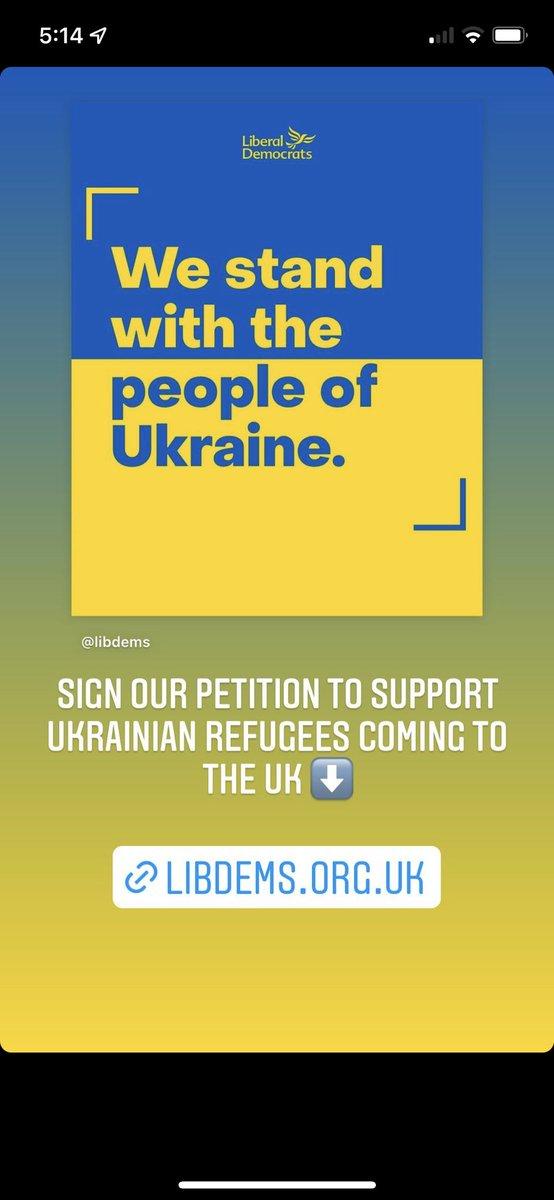 5:14
Liberal
Democrats
We stand
with the
people of
Ukraine.
@libdems
SIGN OUR PETITION TO SUPPORT
UKRAINIAN REFUGEES COMING TO
THE UK ⬇️
LIBDEMS.ORG.UK